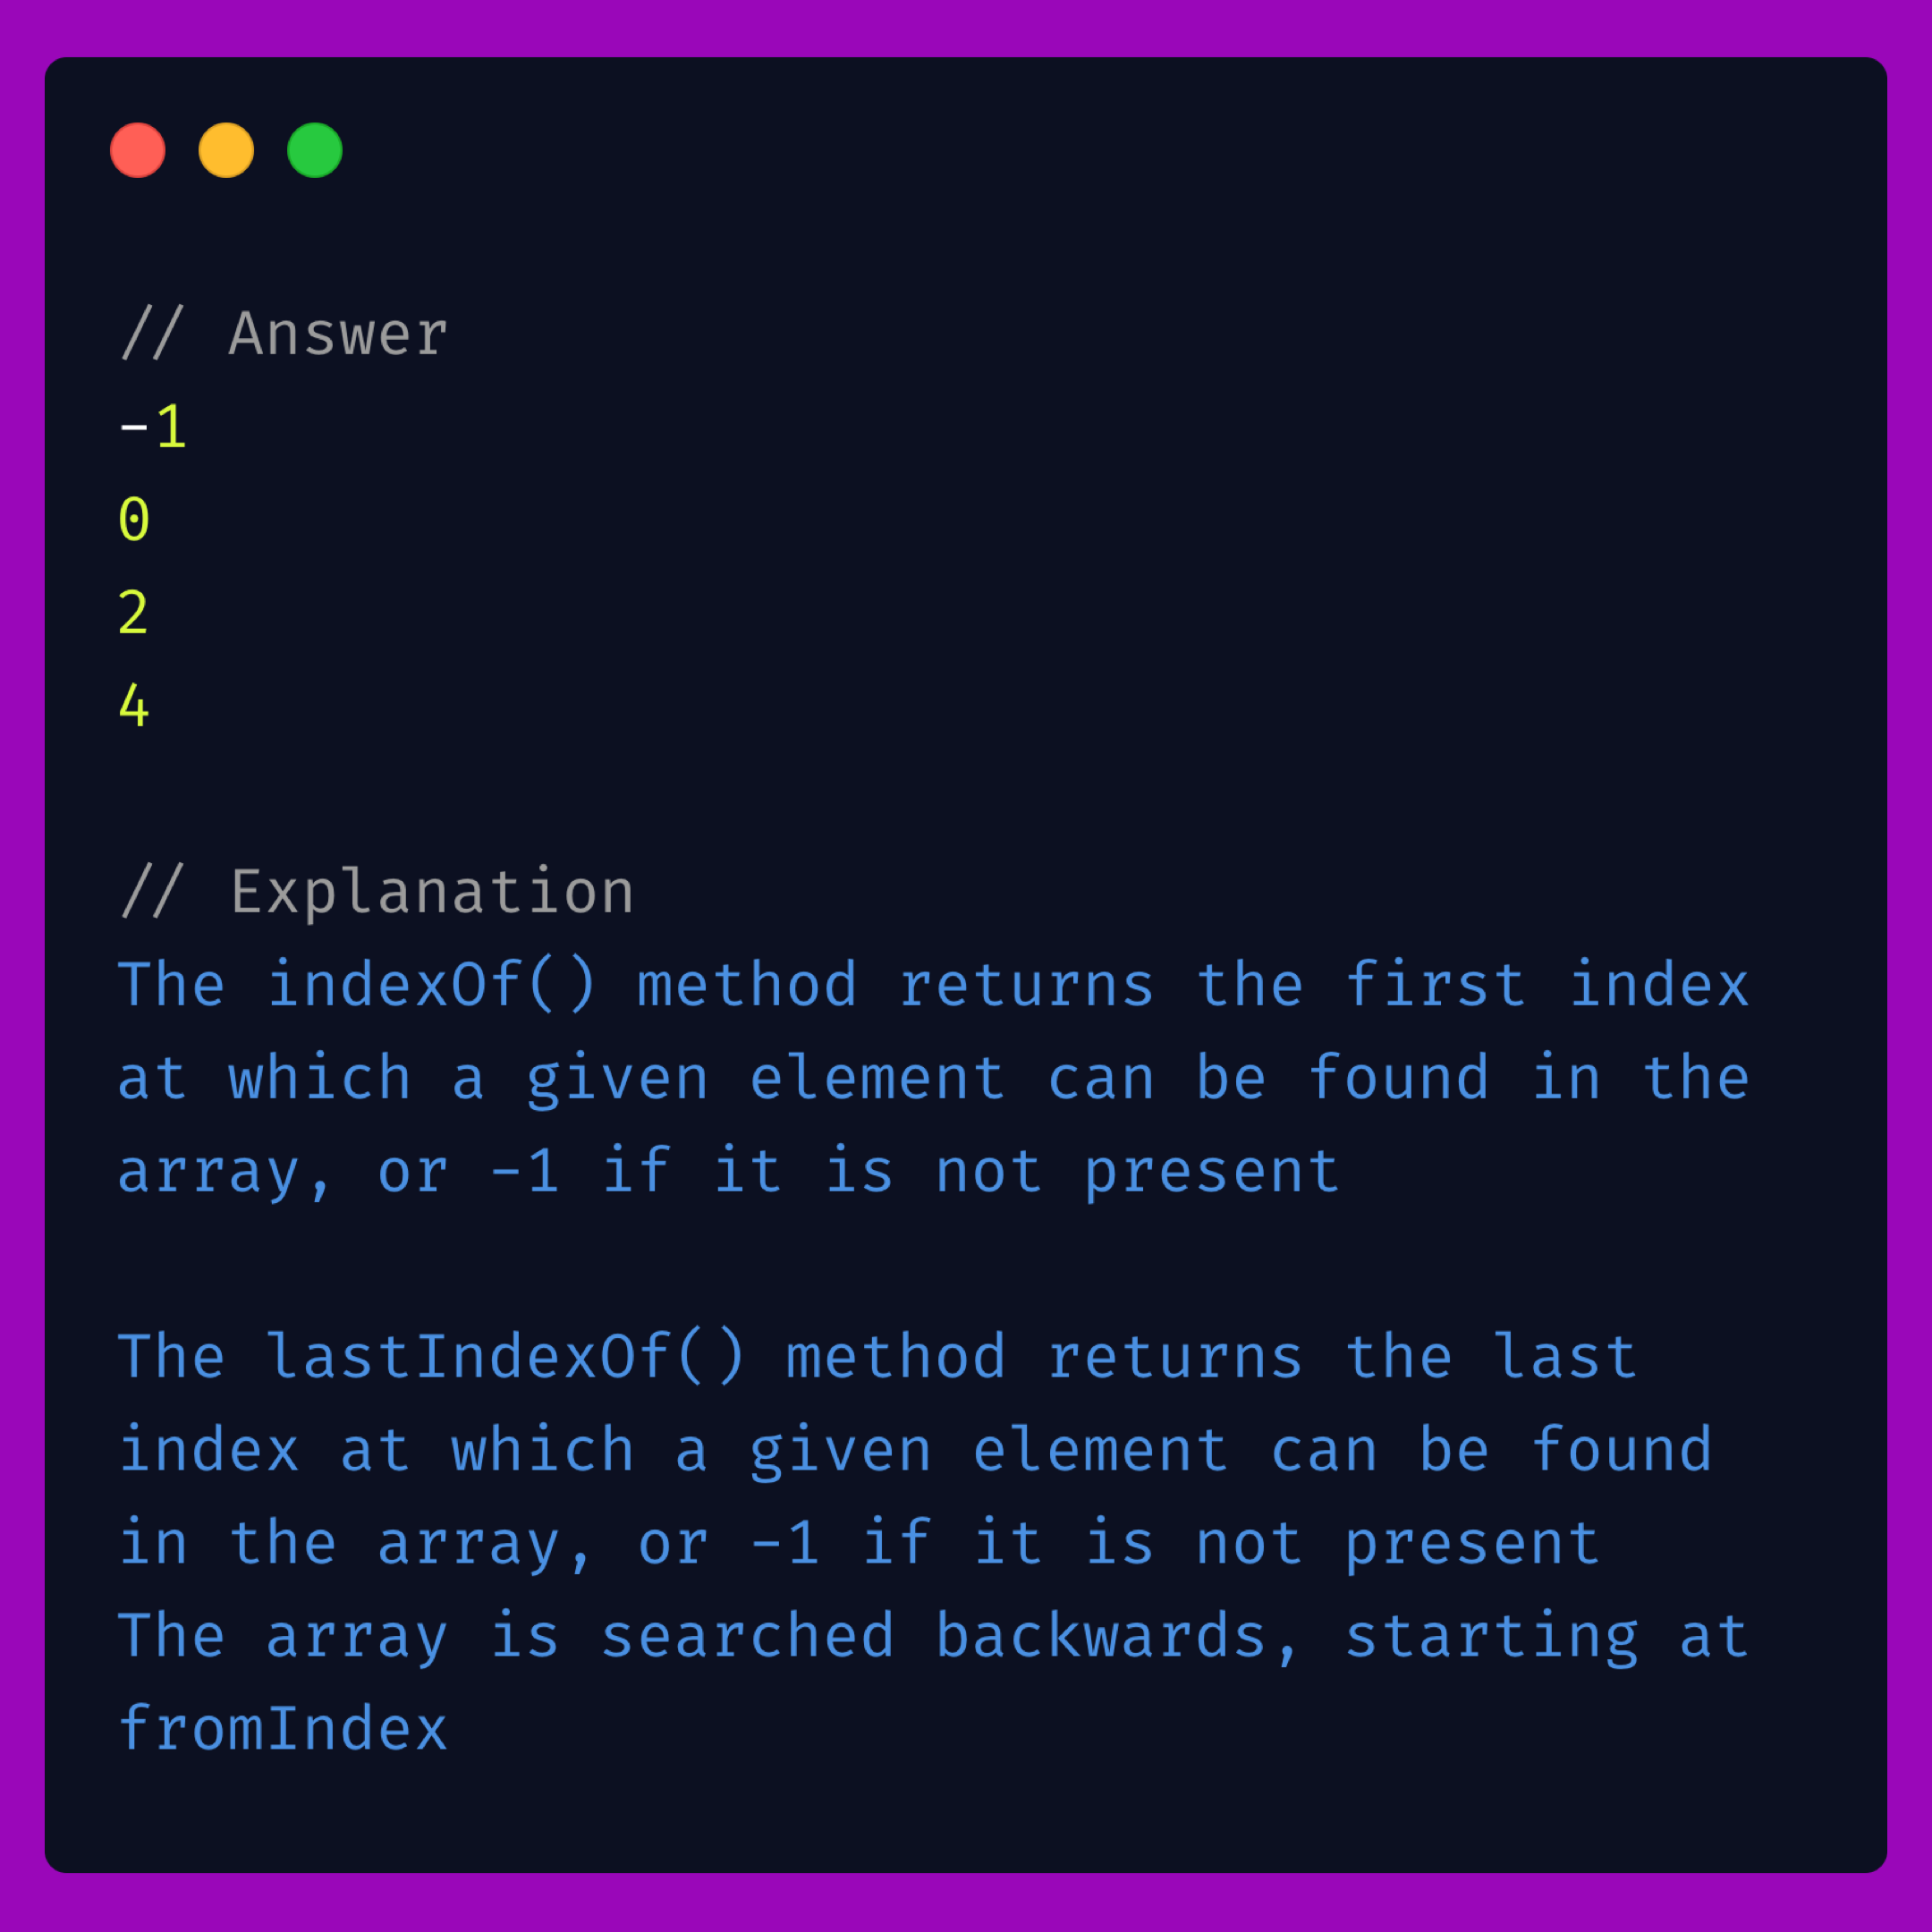 // Answer
-1
0
2
4
// Explanation
The indexOf() method returns the first index
at which a given element can be found in the
array, or -1 if it is not present
The lastIndexOf() method returns the last
index at which a given element can be found
in the array, or -1 if it is not present
The array is searched backwards, starting at
fromIndex